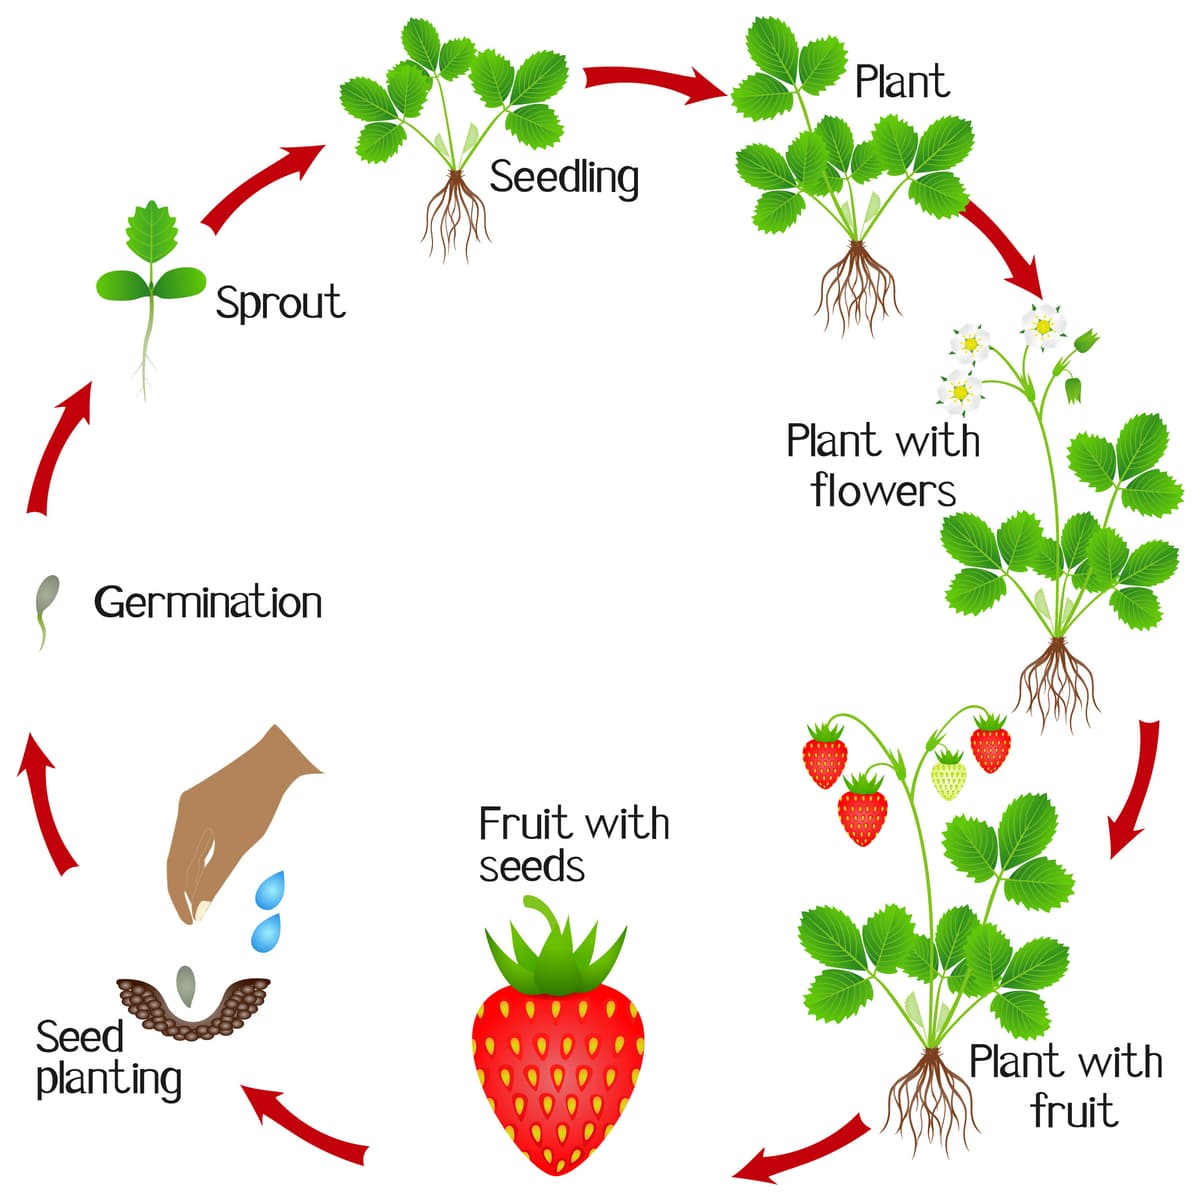 Plant
Seedling
Sprout
Plant with
flowers
Germination
Fruit with
seeds
Seed
planting
Plant with
fruit